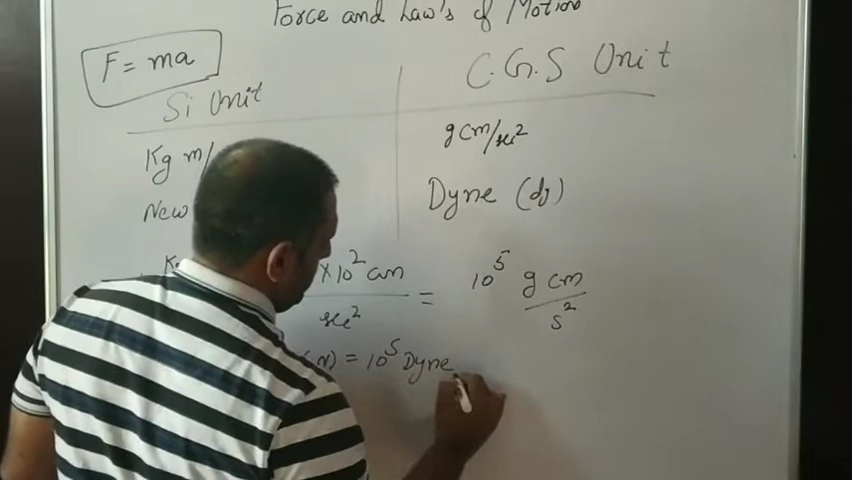 Force and Law's of Motion
F = ma
Si Unit
C.G.S Unit
Kg m/
g cm/sec²
New
Dyne (dy)
K
×10² cm
sec²
= 10⁵ g cm
s²
(N) = 10⁵ Dyne